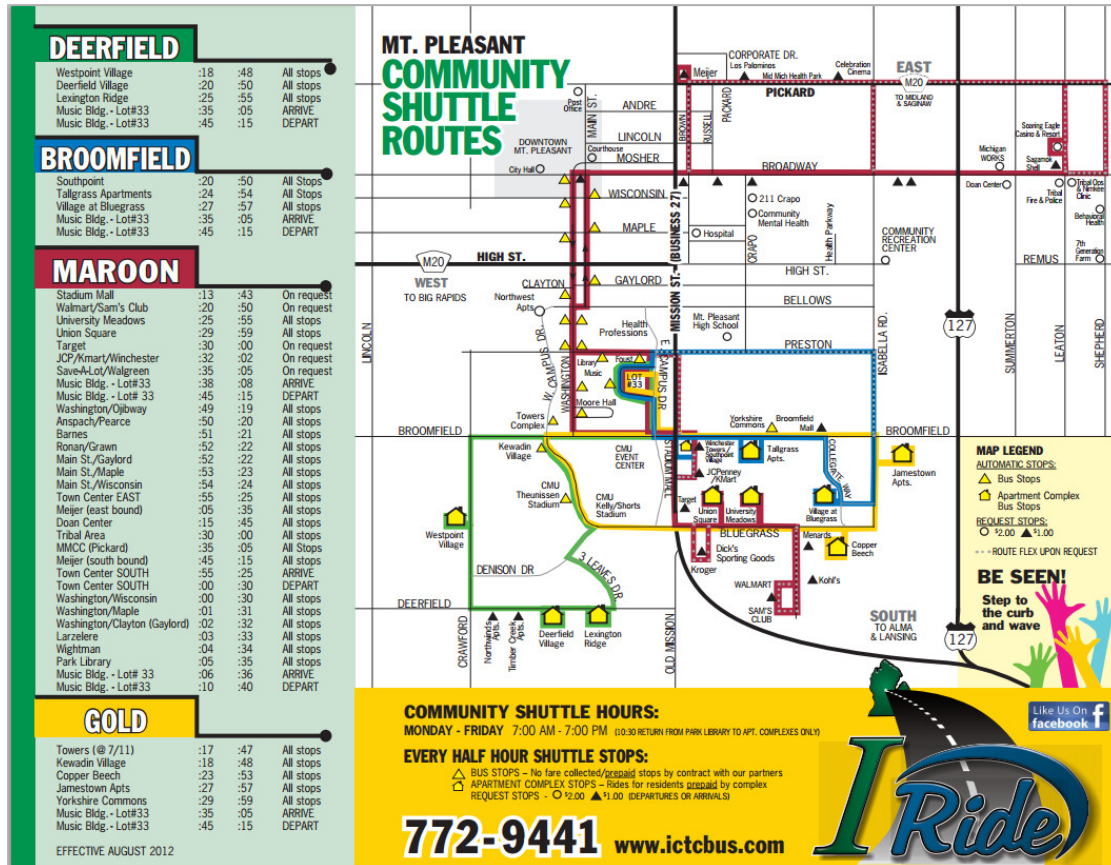 DEERFIELD
Westpoint Village :18 :48 All stops
Deerfield Village :20 :50 All stops
Lexington Ridge :25 :55 All stops
Music Bldg. - Lot#33 :35 :05 ARRIVE
Music Bldg. - Lot#33 :45 :15 DEPART
BROOMFIELD
Southpoint :20 :50 All Stops
Tallgrass Apartments :24 :54 All Stops
Village at Bluegrass :27 :57 All stops
Music Bldg. - Lot#33 :35 :05 ARRIVE
Music Bldg. - Lot#33 :45 :15 DEPART
MAROON
Stadium Mall :13 :43 On request
Walmart/Sam's Club :20 :50 On request
University Meadows :25 :55 All stops
Union Square :29 :59 All stops
Target :30 :00 On request
JCP/Kmart/Winchester :32 :02 On request
Save-A-Lot/Walgreen :35 :05 On request
Music Bldg. - Lot#33 :38 :08 ARRIVE
Music Bldg. - Lot# 33 :45 :15 DEPART
Washington/Ojibway :49 :19 All stops
Anspach/Pearce :50 :20 All stops
Barnes :51 :21 All stops
Ronan/Grawn :52 :22 All stops
Main St./Gaylord :52 :22 All stops
Main St./Maple :53 :23 All stops
Main St./Wisconsin :54 :24 All stops
Town Center EAST :55 :25 All stops
Meijer (east bound) :05 :35 All stops
Doan Center :15 :45 All stops
Tribal Area :30 :00 All stops
MMCC (Pickard) :35 :05 All stops
Meijer (south bound) :45 :15 All stops
Town Center SOUTH :55 :25 ARRIVE
Town Center SOUTH :00 :30 DEPART
Washington/Wisconsin :00 :30 All stops
Washington/Maple :01 :31 All stops
Washington/Clayton (Gaylord) :02 :32 All stops
Larzelere :03 :33 All stops
Wightman :04 :34 All stops
Park Library :05 :35 All stops
Music Bldg. - Lot# 33 :06 :36 ARRIVE
Music Bldg. - Lot#33 :10 :40 DEPART
GOLD
Towers (@ 7/11) :17 :47 All stops
Kewadin Village :18 :48 All stops
Copper Beech :23 :53 All stops
Jamestown Apts :27 :57 All stops
Yorkshire Commons :29 :59 All stops
Music Bldg. - Lot#33 :35 :05 ARRIVE
Music Bldg. - Lot#33 :45 :15 DEPART
EFFECTIVE AUGUST 2012
MT. PLEASANT
COMMUNITY
SHUTTLE
ROUTES
CORPORATE DR.
Los Palominos
Mid Mich Health Park
Celebration
Cinema
Meijer
EAST
M20
TO MIDLAND
& SAGINAW
PICKARD
Post
Office
MAIN ST.
ANDRE
LINCOLN
MOSHER
BROWN
RUSSELL
PACKARD
DOWNTOWN
MT. PLEASANT
Courthouse
City Hall
BROADWAY
Michigan
WORKS
Soaring Eagle
Casino & Resort
Sagamok
Shell
Doan Center
Tribal
Fire & Police
Tribal Ops
& Nimkee
Clinic
Behavioral
Health
7th
Generation
Farm
REMUS
WISCONSIN
MAPLE
GAYLORD
211 Crapo
Community
Mental Health
Hospital
CRAPO
Health Parkway
COMMUNITY
RECREATION
CENTER
MISSION ST. (BUSINESS 27)
M20
HIGH ST.
HIGH ST.
WEST
TO BIG RAPIDS
CLAYTON
Northwest
Apts.
BELLOWS
Health
Professions
Mt. Pleasant
High School
PRESTON
ISABELLA RD.
127
SUMMERTON
LEATON
SHEPHERD
LINCOLN
W. CAMPUS DR.
WASHINGTON
E. CAMPUS DR
Library
Foust
Music
LOT
#33
Moore Hall
Towers
Complex
Yorkshire
Commons
Broomfield
Mall
BROOMFIELD
BROOMFIELD
Kewadin
Village
CMU
EVENT
CENTER
STADIUM MALL
Winchester
Towers /
Southpoint
Village
Tallgrass
Apts.
COLLEGIATE WAY
Jamestown
Apts.
JCPenney
/KMart
CMU
Theunissen
Stadium
CMU
Kelly/Shorts
Stadium
Target
Union
Square
University
Meadows
Village at
Bluegrass
Westpoint
Village
BLUEGRASS
Menards
Copper
Beech
Dick's
Sporting Goods
Kroger
DENISON DR
3 LEAVES DR.
WALMART
Kohl's
SAM'S
CLUB
DEERFIELD
CRAWFORD
Northwinds
Apts.
Timber Creek
Apts.
Deerfield
Village
Lexington
Ridge
OLD MISSION
SOUTH
TO ALMA
& LANSING
127
MAP LEGEND
AUTOMATIC STOPS:
Bus Stops
Apartment Complex
Bus Stops
REQUEST STOPS:
$2.00 $1.00
- - - ROUTE FLEX UPON REQUEST
BE SEEN!
Step to
the curb
and wave
COMMUNITY SHUTTLE HOURS:
MONDAY - FRIDAY 7:00 AM - 7:00 PM (10:30 RETURN FROM PARK LIBRARY TO APT. COMPLEXES ONLY)
EVERY HALF HOUR SHUTTLE STOPS:
BUS STOPS – No fare collected/prepaid stops by contract with our partners
APARTMENT COMPLEX STOPS – Rides for residents prepaid by complex
REQUEST STOPS - $2.00 $1.00 (DEPARTURES OR ARRIVALS)
772-9441 www.ictcbus.com
Like Us On
facebook
f
I Ride